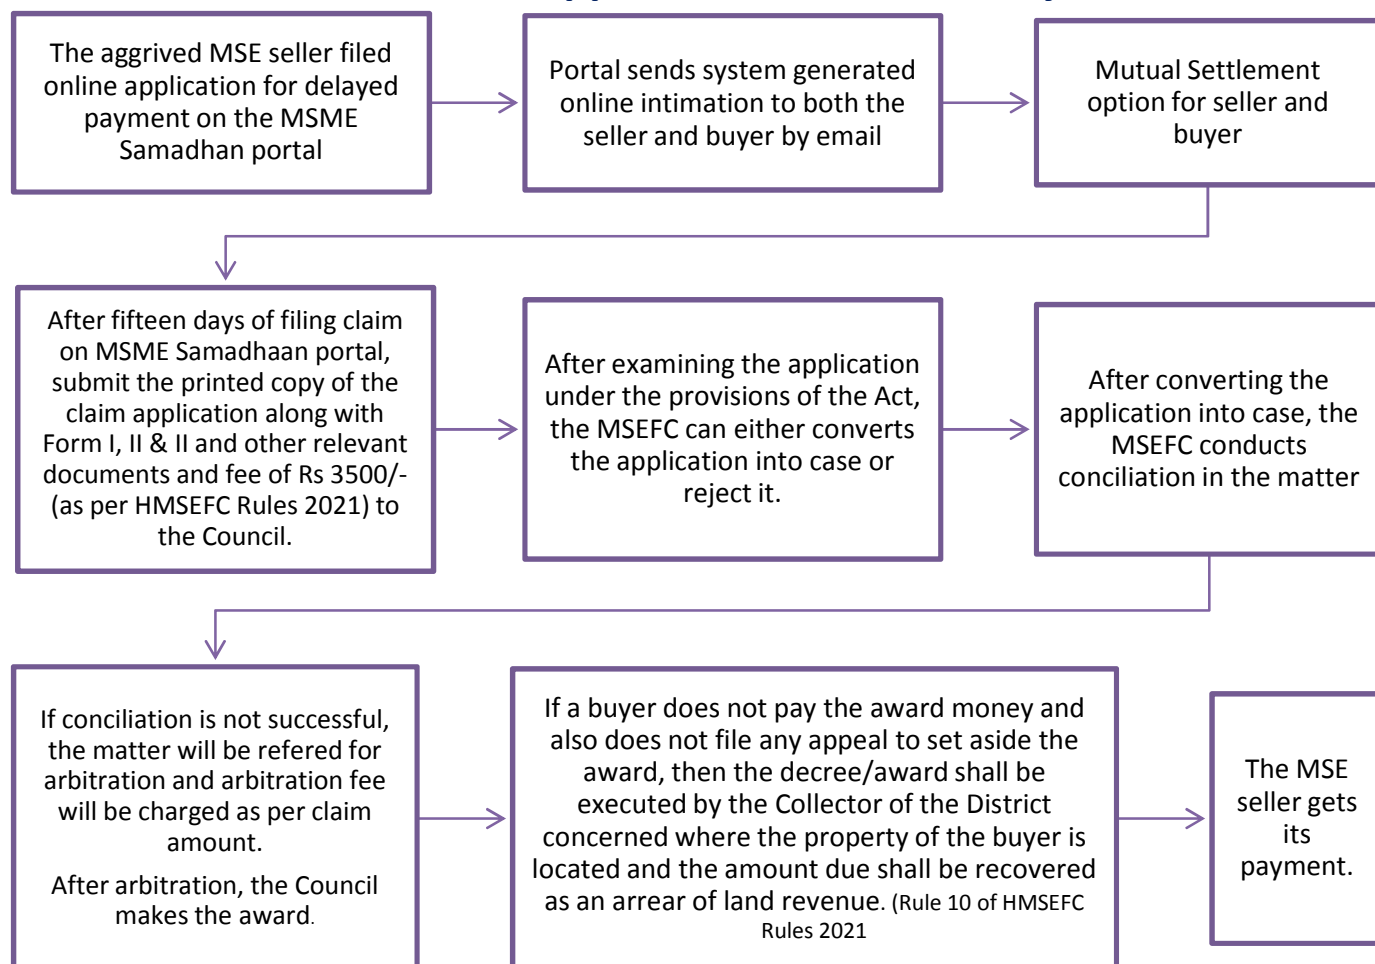 The aggrived MSE seller filed
online application for delayed
payment on the MSME
Samadhan portal
Portal sends system generated
online intimation to both the
seller and buyer by email
Mutual Settlement
option for seller and
buyer
After fifteen days of filing claim
on MSME Samadhaan portal,
submit the printed copy of the
claim application along with
Form I, II & II and other relevant
documents and fee of Rs 3500/-
(as per HMSEFC Rules 2021) to
the Council.
After examining the application
under the provisions of the Act,
the MSEFC can either converts
the application into case or
reject it.
After converting the
application into case, the
MSEFC conducts
conciliation in the matter
If conciliation is not successful,
the matter will be refered for
arbitration and arbitration fee
will be charged as per claim
amount.
After arbitration, the Council
makes the award.
If a buyer does not pay the award money and
also does not file any appeal to set aside the
award, then the decree/award shall be
executed by the Collector of the District
concerned where the property of the buyer is
located and the amount due shall be recovered
as an arrear of land revenue. (Rule 10 of HMSEFC
Rules 2021
The MSE
seller gets
its
payment.